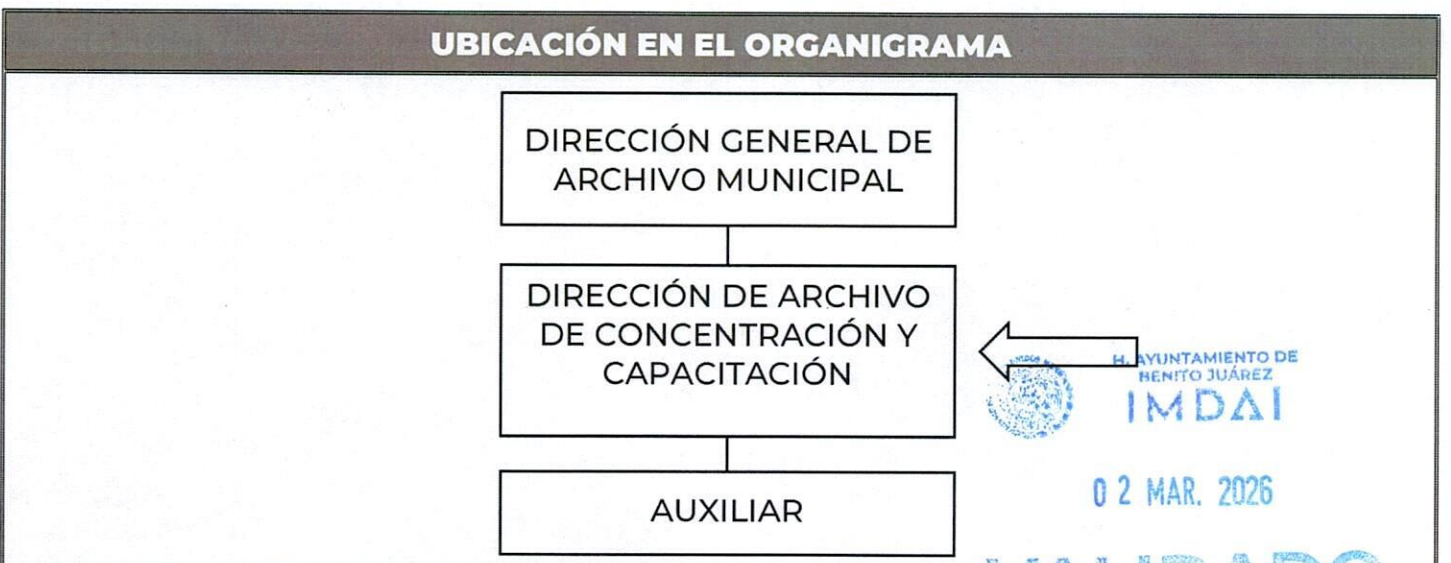 UBICACIÓN EN EL ORGANIGRAMA
DIRECCIÓN GENERAL DE
ARCHIVO MUNICIPAL
DIRECCIÓN DE ARCHIVO
DE CONCENTRACIÓN Y
CAPACITACIÓN
H. AYUNTAMIENTO DE
BENITO JUÁREZ
IMDAI
02 MAR. 2026
AUXILIAR